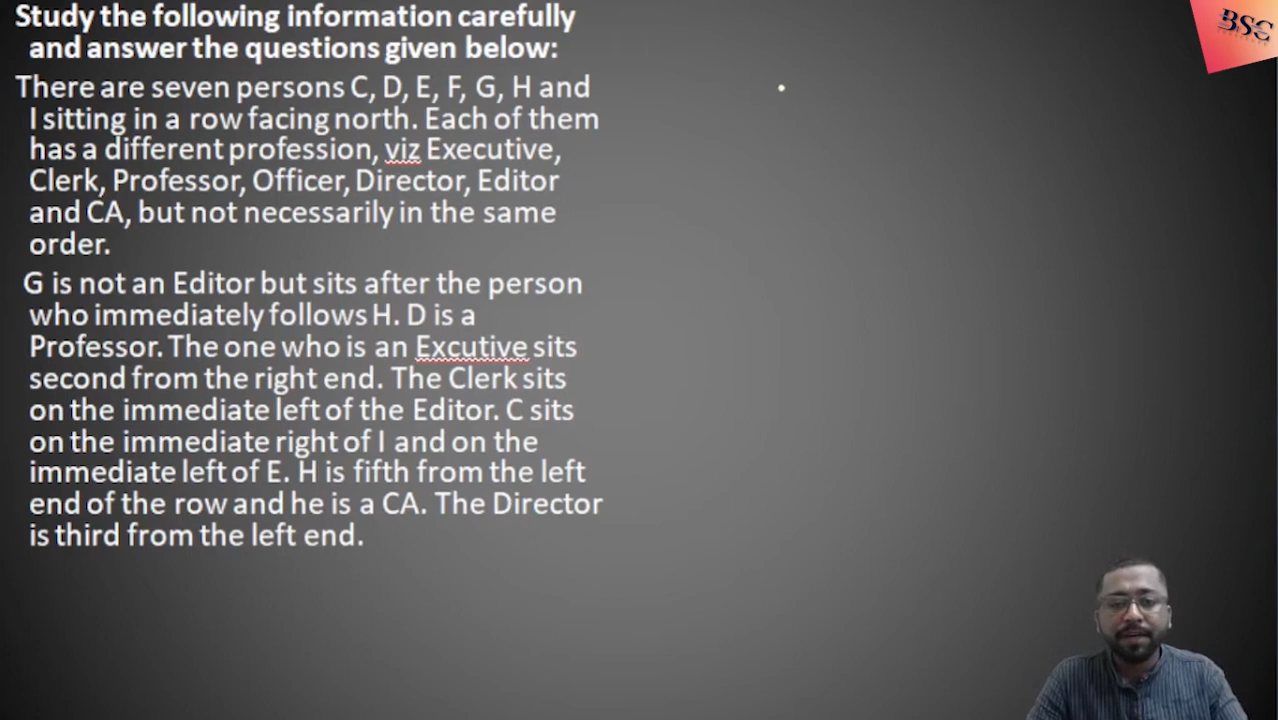 Study the following information carefully
and answer the questions given below:
There are seven persons C, D, E, F, G, H and
I sitting in a row facing north. Each of them
has a different profession, viz Executive,
Clerk, Professor, Officer, Director, Editor
and CA, but not necessarily in the same
order.
G is not an Editor but sits after the person
who immediately follows H. D is a
Professor. The one who is an Excutive sits
second from the right end. The Clerk sits
on the immediate left of the Editor. C sits
on the immediate right of I and on the
immediate left of E. H is fifth from the left
end of the row and he is a CA. The Director
is third from the left end.
BSC